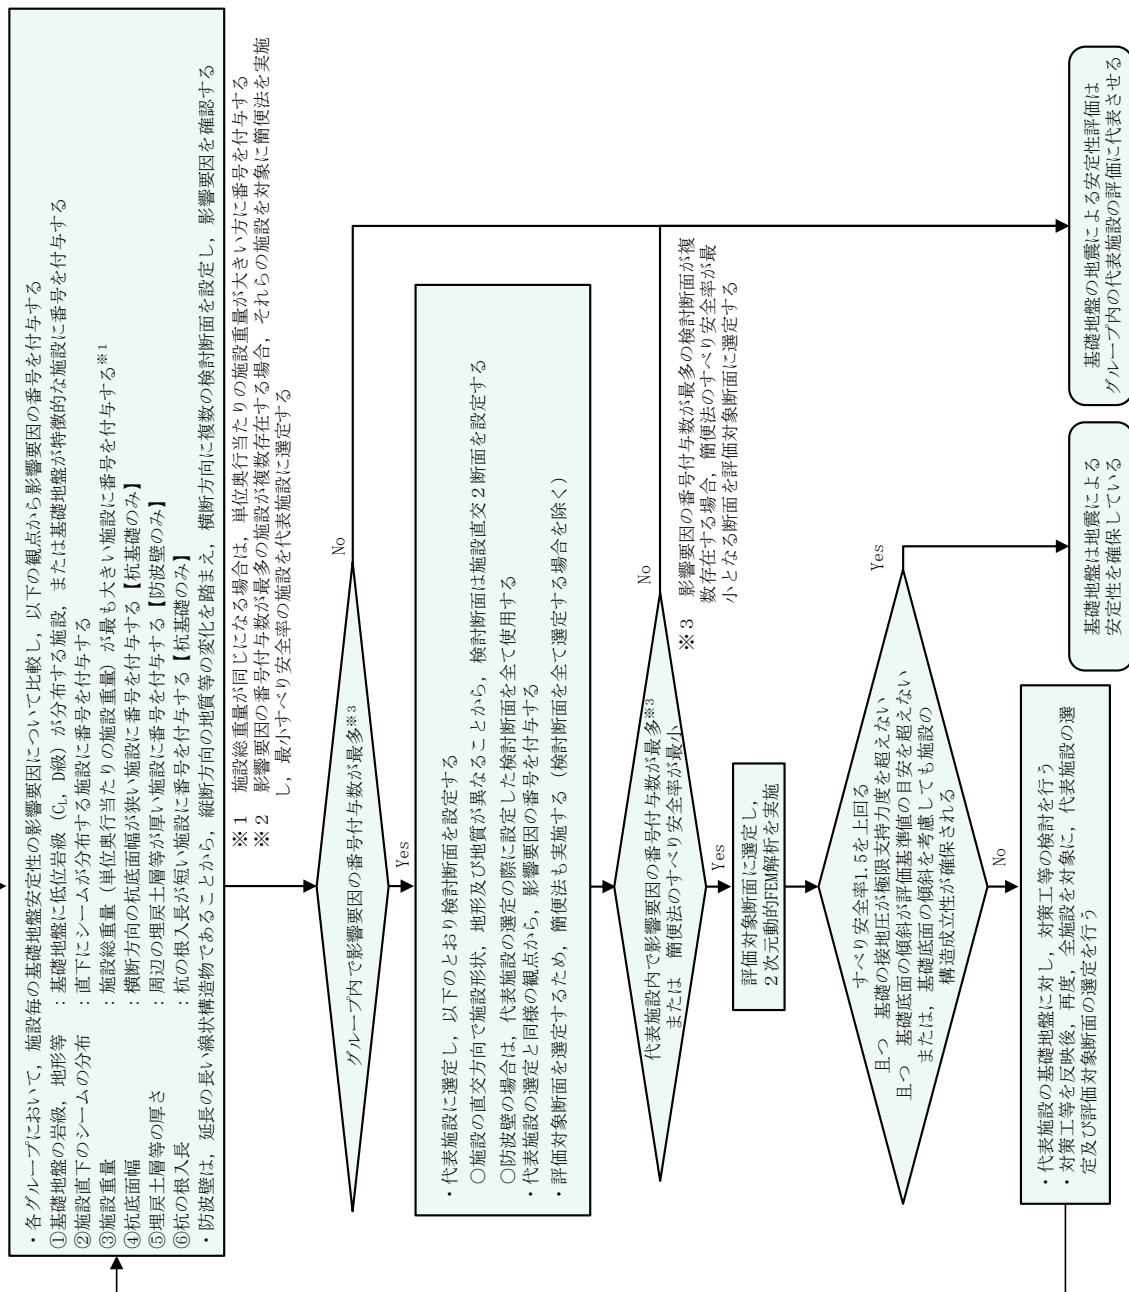 ・各グループにおいて，施設毎の基礎地盤安定性の影響要因について比較し，以下の観点から影響要因の番号を付与する
①基礎地盤の岩級，地形等　：基礎地盤に低位岩級（CL, D級）が分布する施設，または基礎地盤が特徴的な施設に番号を付与する
②施設直下のシームの分布　：直下にシームが分布する施設に番号を付与する
③施設重量　：施設総重量（単位奥行当たりの施設重量）が最も大きい施設に番号を付与する※1
④杭底面幅　：横断方向の杭底面幅が狭い施設に番号を付与する【杭基礎のみ】
⑤埋戻土層等の厚さ　：周辺の埋戻土層等が厚い施設に番号を付与する【防波壁のみ】
⑥杭の根入長　：杭の根入長が短い施設に番号を付与する【杭基礎のみ】
・防波壁は，延長の長い線状構造物であることから，縦断方向の地質等の変化を踏まえ，横断方向に複数の検討断面を設定し，影響要因を確認する
※1　施設総重量が同じになる場合は，単位奥行当たりの施設重量が大きい方に番号を付与する
※2　影響要因の番号付与数が最多の施設が複数存在する場合，それらの施設を対象に簡便法を実施
し，最小すべり安全率の施設を代表施設に選定する
グループ内で影響要因の番号付与数が最多※3
No
Yes
・代表施設に選定し，以下のとおり検討断面を設定する
○施設の直交方向で施設形状，地形及び地質が異なることから，検討断面は施設直交２断面を設定する
○防波壁の場合は，代表施設の選定の際に設定した検討断面を全て使用する
・代表施設の選定と同様の観点から，影響要因の番号を付与する
・評価対象断面を選定するため，簡便法も実施する（検討断面を全て選定する場合を除く）
代表施設内で影響要因の番号付与数が最多※3
または　簡便法のすべり安全率が最小
No
Yes
※3　影響要因の番号付与数が最多の検討断面が複
数存在する場合，簡便法のすべり安全率が最
小となる断面を評価対象断面に選定する
評価対象断面に選定し，
２次元動的FEM解析を実施
すべり安全率1.5を上回る
且つ　基礎の接地圧が極限支持力度を超えない
且つ　基礎底面の傾斜が評価基準値の目安を超えない
または，基礎底面の傾斜を考慮しても施設の
構造成立性が確保される
Yes
No
・代表施設の基礎地盤に対し，対策工等の検討を行う
・対策工等を反映後，再度，全施設を対象に，代表施設の選
定及び評価対象断面の選定を行う
基礎地盤は地震による
安定性を確保している
基礎地盤の地震による安定性評価は
グループ内の代表施設の評価に代表させる